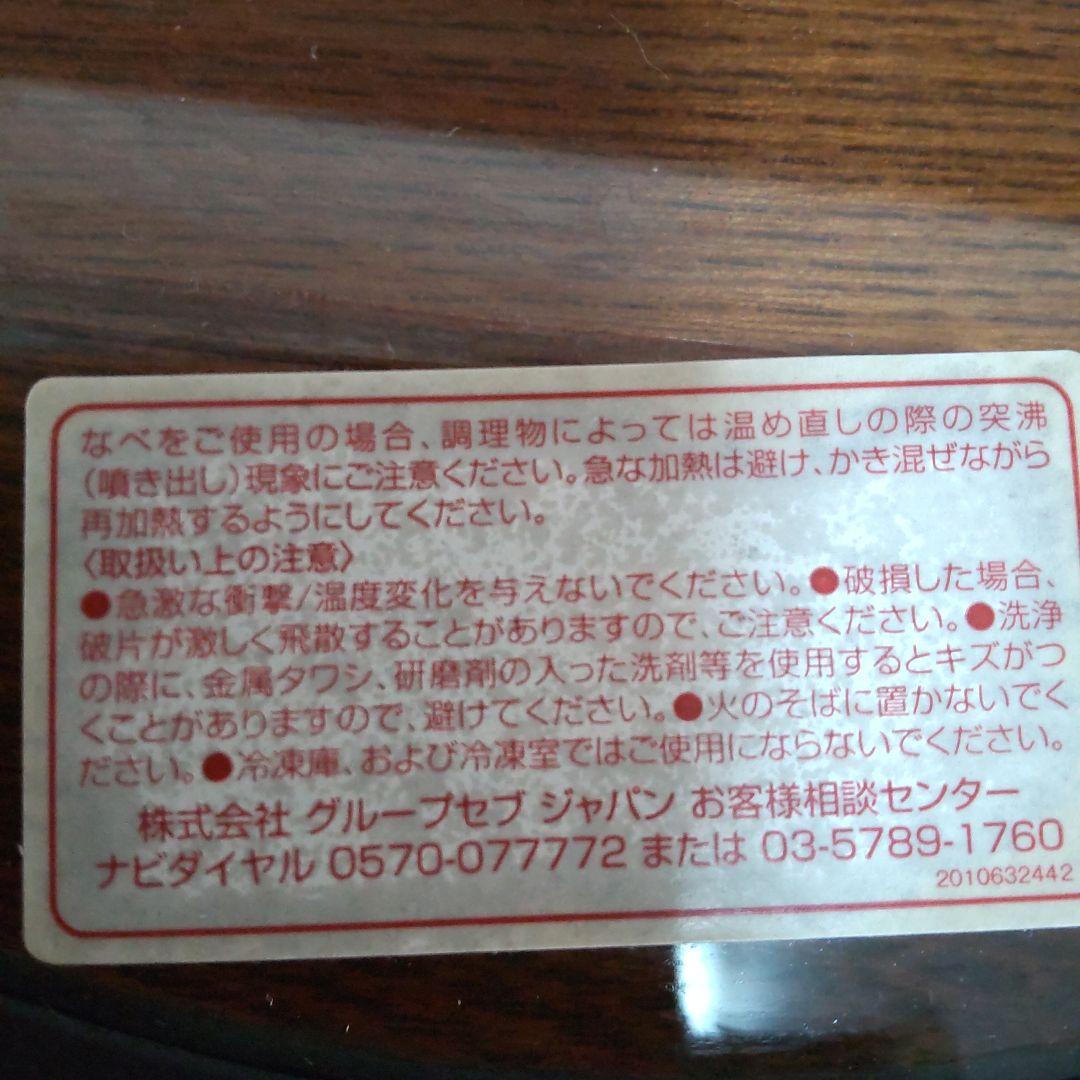 なべをご使用の場合、調理物によっては温め直しの際の突沸
(噴き出し)現象にご注意ください。急な加熱は避け、かき混ぜながら
再加熱するようにしてください。
〈取扱い上の注意〉
●急激な衝撃/温度変化を与えないでください。●破損した場合、
破片が激しく飛散することがありますので、ご注意ください。●洗浄
の際に、金属タワシ、研磨剤の入った洗剤等を使用するとキズがつ
くことがありますので、避けてください。●火のそばに置かないでく
ださい。●冷凍庫、および冷凍室ではご使用にならないでください。
株式会社 グループセブ ジャパン お客様相談センター
ナビダイヤル 0570-077772 または 03-5789-1760
2010632442